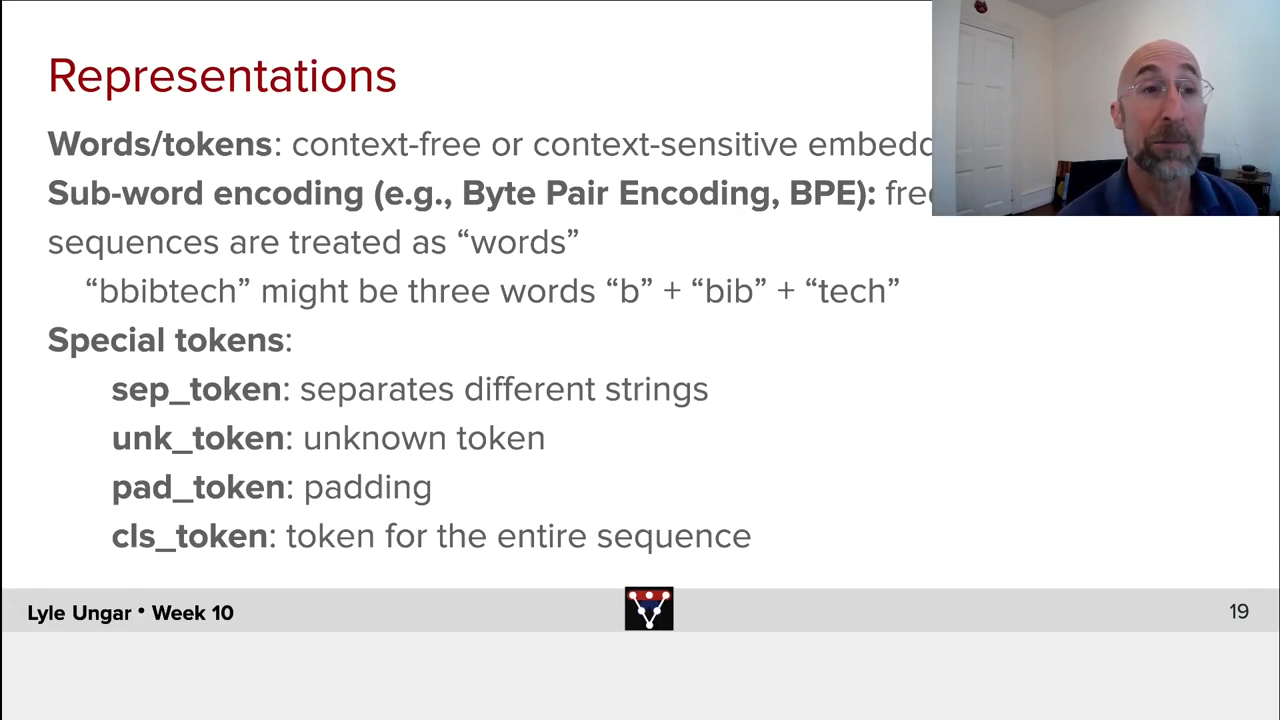 Representations
Words/tokens: context-free or context-sensitive
Sub-word encoding (e.g., Byte Pair Encoding, BPE):
sequences are treated as “words”
“bbibtech” might be three words “b” + “bib” + “tech”
Special tokens:
sep_token: separates different strings
unk_token: unknown token
pad_token: padding
cls_token: token for the entire sequence
Lyle Ungar • Week 10
19